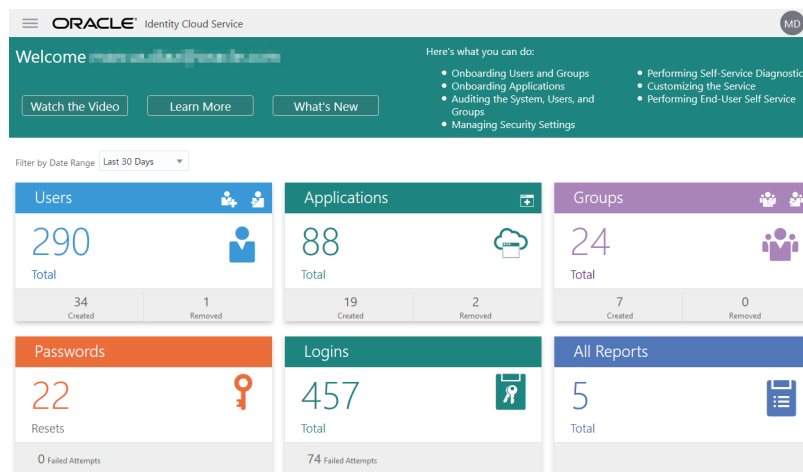 ORACLE® Identity Cloud Service
MD
Welcome
Here's what you can do:
Onboarding Users and Groups
Onboarding Applications
Auditing the System, Users, and
Groups
Managing Security Settings
Performing Self-Service Diagnostic
Customizing the Service
Performing End-User Self Service
Watch the Video
Learn More
What's New
Filter by Date Range Last 30 Days
Users
290
Total
34
Created
1
Removed
Applications
88
Total
19
Created
2
Removed
Groups
24
Total
7
Created
0
Removed
Passwords
22
Resets
0 Failed Attempts
Logins
457
Total
74 Failed Attempts
All Reports
5
Total